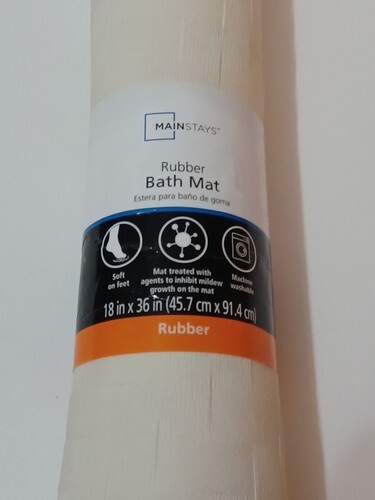 MAINSTAYS™
Rubber
Bath Mat
Estera para baño de goma
Soft
on feet
Mat treated with
agents to inhibit mildew
growth on the mat
Machine
washable
18 in x 36 in (45.7 cm x 91.4 cm)
Rubber